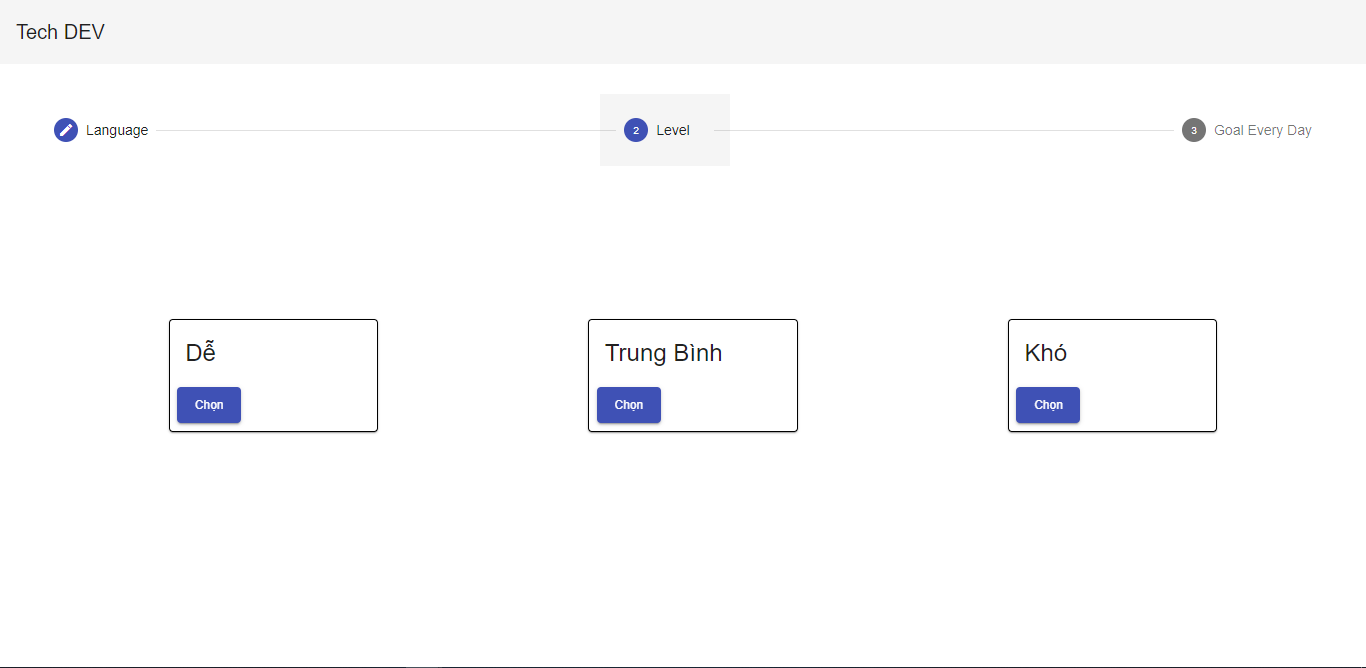 Tech DEV
Language
2 Level
3 Goal Every Day
Dễ
Trung Bình
Khó
Chọn
Chọn
Chọn